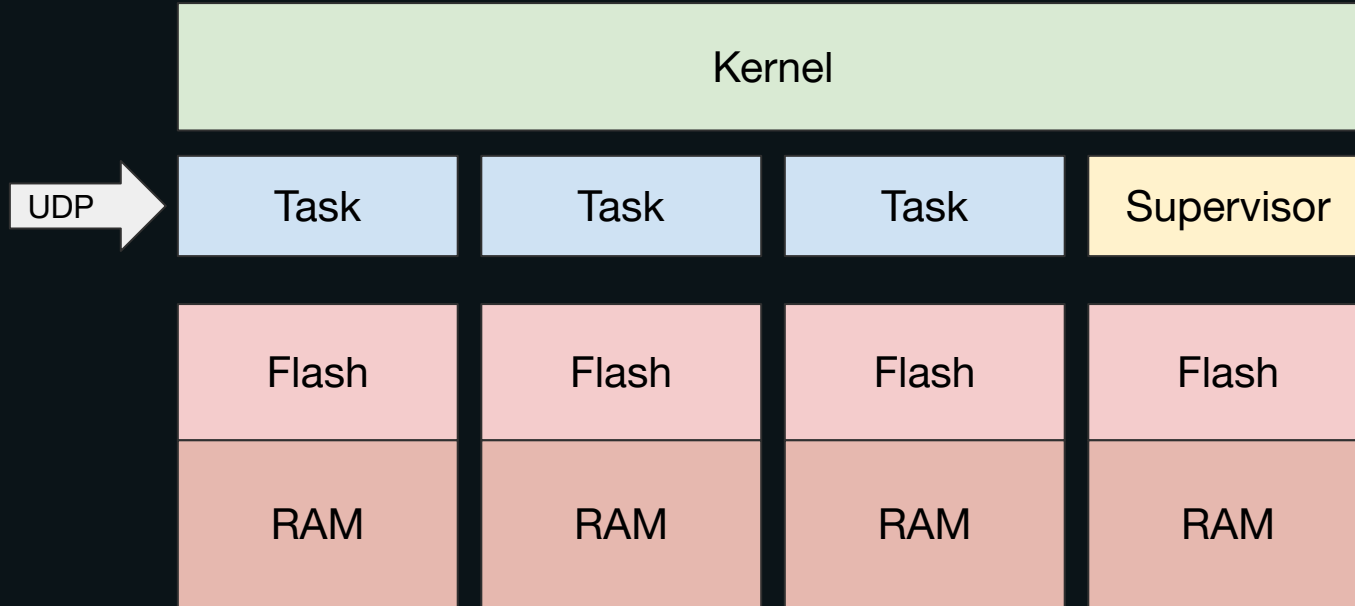 Kernel
UDP
Task
Task
Task
Supervisor
Flash
Flash
Flash
Flash
RAM
RAM
RAM
RAM